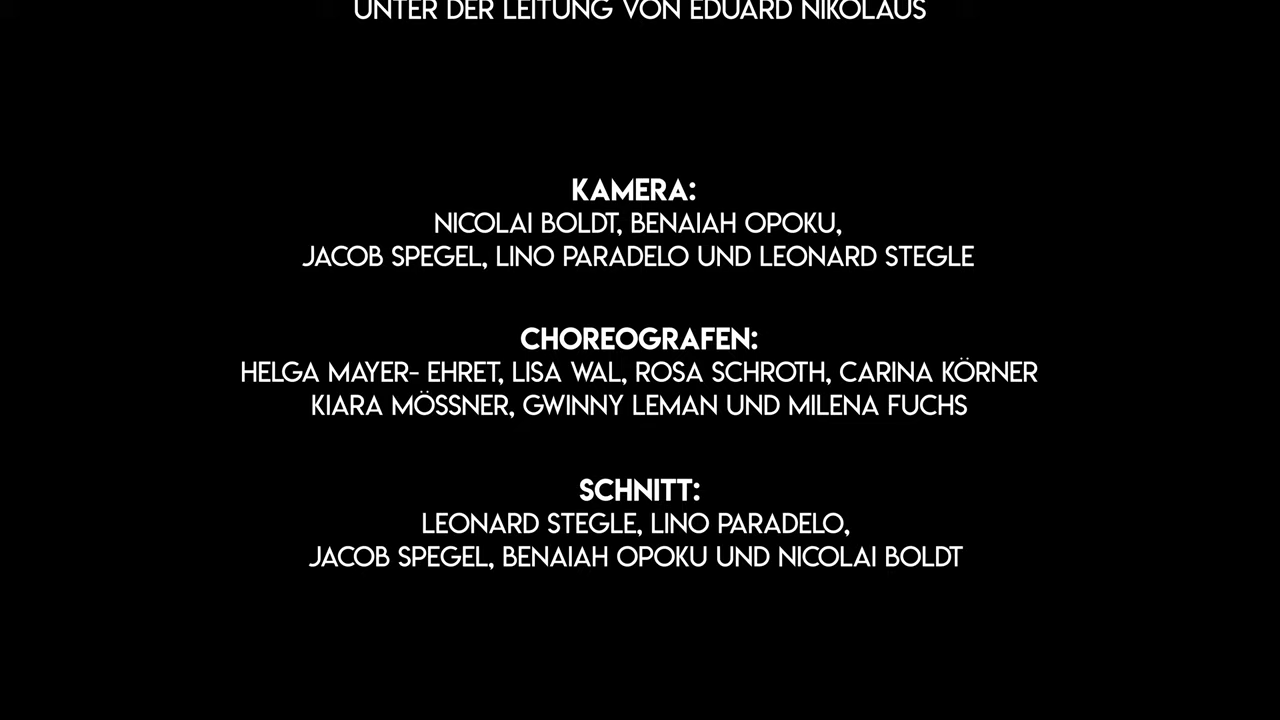 UNTER DER LEITUNG VON EDUARD NIKOLAUS
KAMERA:
NICOLAI BOLDT, BENAIAH OPOKU,
JACOB SPEGEL, LINO PARADELO UND LEONARD STEGLE
CHOREOGRAFEN:
HELGA MAYER- EHRET, LISA WAL, ROSA SCHROTH, CARINA KÖRNER
KIARA MÖSSNER, GWINNY LEMAN UND MILENA FUCHS
SCHNITT:
LEONARD STEGLE, LINO PARADELO,
JACOB SPEGEL, BENAIAH OPOKU UND NICOLAI BOLDT